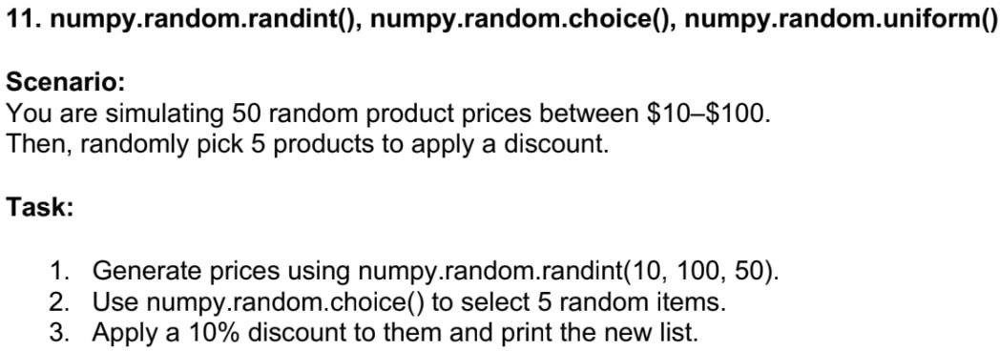 11. numpy.random.randint(), numpy.random.choice(), numpy.random.uniform()
Scenario:
You are simulating 50 random product prices between $10–$100.
Then, randomly pick 5 products to apply a discount.
Task:
1. Generate prices using numpy.random.randint(10, 100, 50).
2. Use numpy.random.choice() to select 5 random items.
3. Apply a 10% discount to them and print the new list.